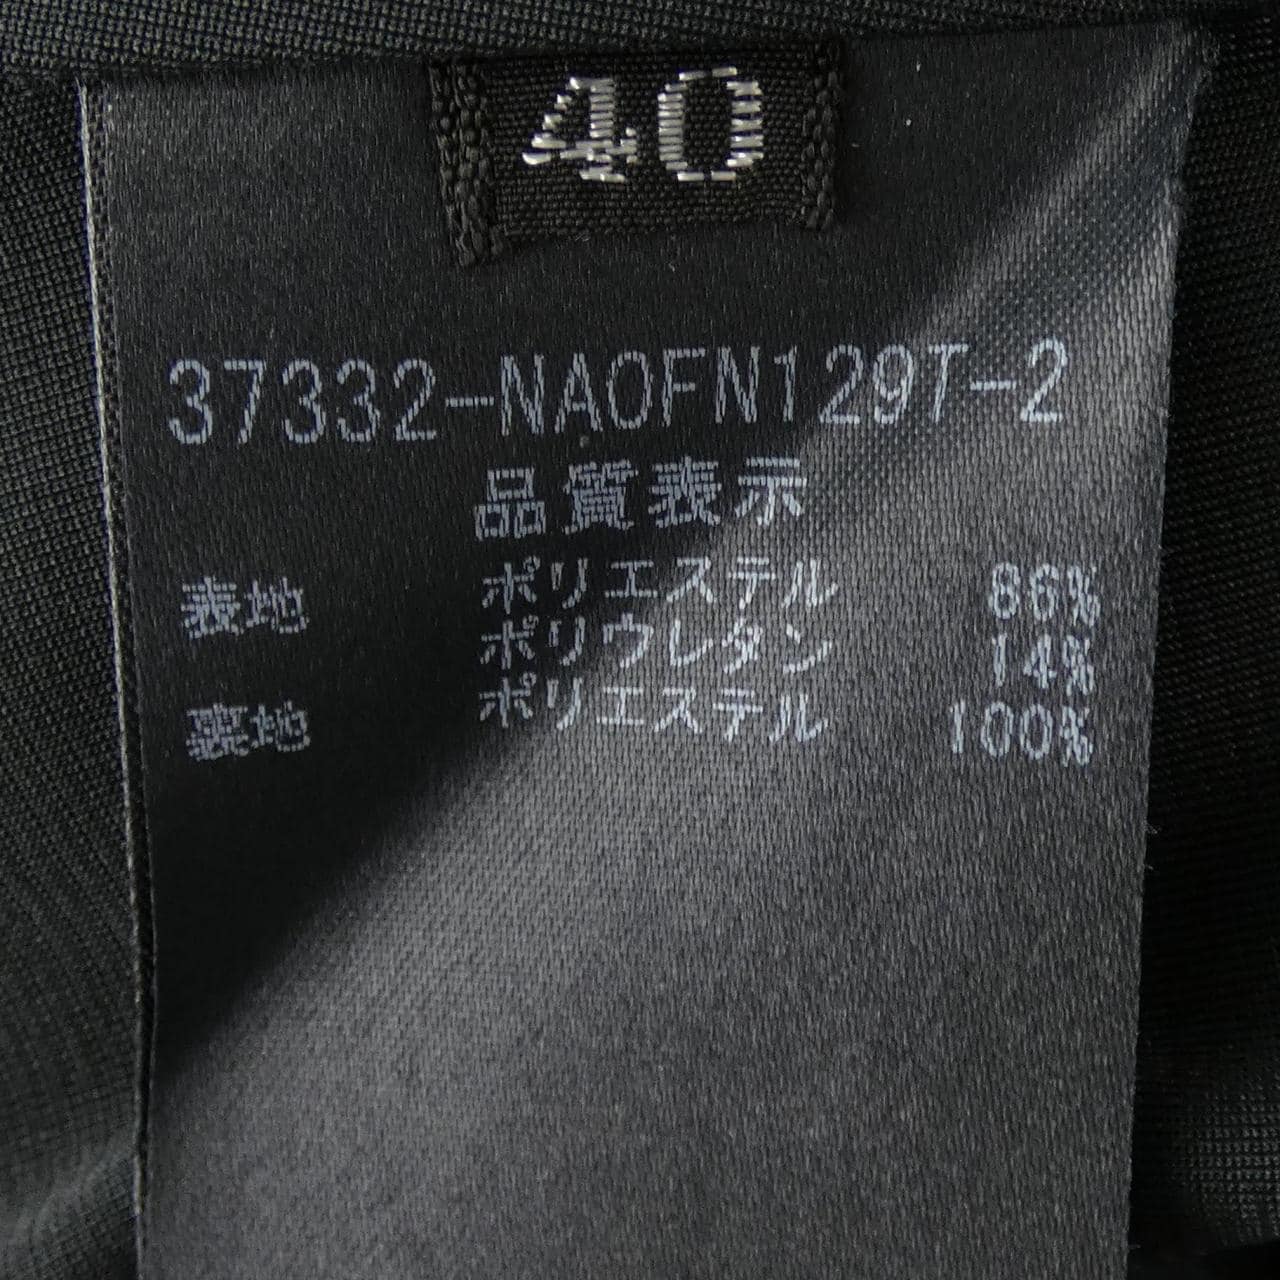 40
37332-NAOFN129T-2
品質表示
表地 ポリエステル 86%
ポリウレタン 14%
裏地 ポリエステル 100%